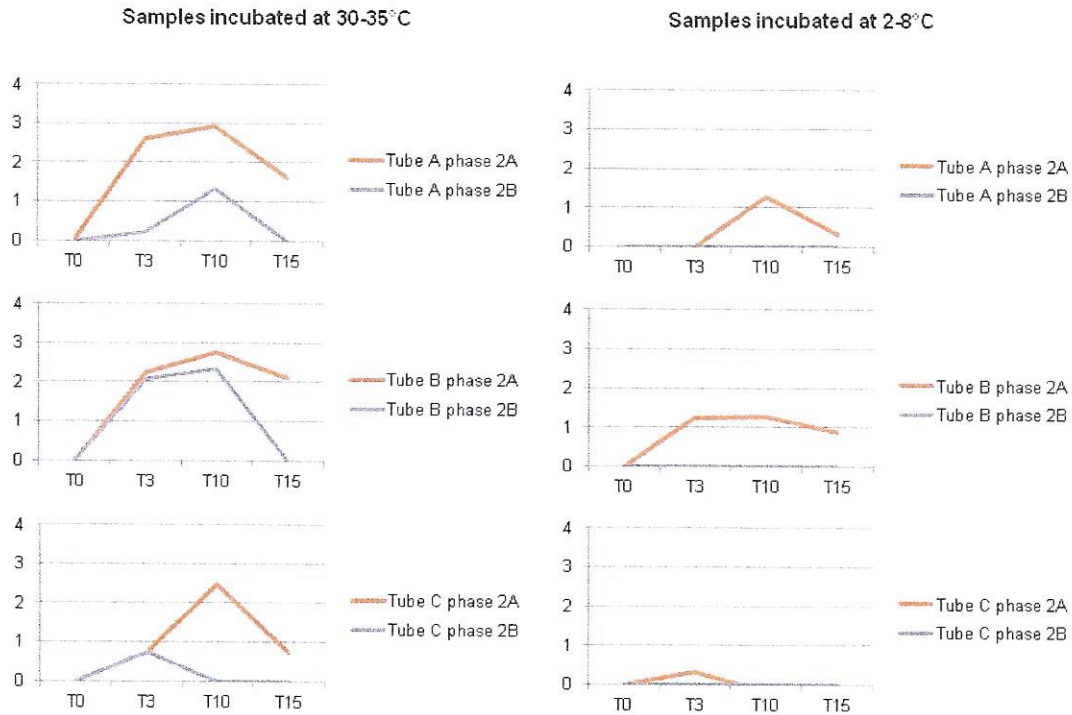 Samples incubated at 30-35°C
4
3
2
1
0
T0 T3 T10 T15
Tube A phase 2A
Tube A phase 2B
4
3
2
1
0
T0 T3 T10 T15
Tube B phase 2A
Tube B phase 2B
4
3
2
1
0
T0 T3 T10 T15
Tube C phase 2A
Tube C phase 2B
Samples incubated at 2-8°C
4
3
2
1
0
T0 T3 T10 T15
Tube A phase 2A
Tube A phase 2B
4
3
2
1
0
T0 T3 T10 T15
Tube B phase 2A
Tube B phase 2B
4
3
2
1
0
T0 T3 T10 T15
Tube C phase 2A
Tube C phase 2B